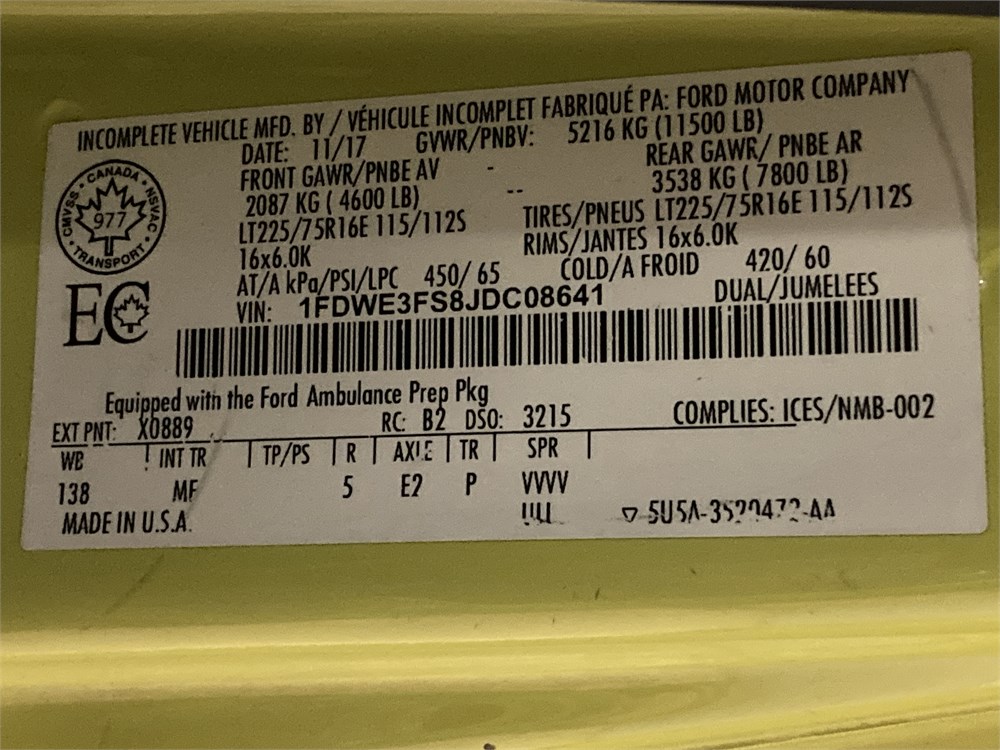 INCOMPLETE VEHICLE MFD. BY / VÉHICULE INCOMPLET FABRIQUÉ PA: FORD MOTOR COMPANY
DATE: 11/17 GVWR/PNBV: 5216 KG (11500 LB)
FRONT GAWR/PNBE AV - REAR GAWR/ PNBE AR
2087 KG ( 4600 LB) -- 3538 KG ( 7800 LB)
LT225/75R16E 115/112S TIRES/PNEUS LT225/75R16E 115/112S
16x6.0K RIMS/JANTES 16x6.0K
AT/A kPa/PSI/LPC 450/ 65 COLD/A FROID 420/ 60
VIN: 1FDWE3FS8JDC08641 DUAL/JUMELEES
CANADA
CMVSS NSVAC
977
TRANSPORT
EC
Equipped with the Ford Ambulance Prep Pkg
EXT PNT: X0889 RC: B2 DSO: 3215 COMPLIES: ICES/NMB-002
WB | INT TR | TP/PS | R | AXLE | TR | SPR |
138 MF 5 E2 P VVVV
MADE IN U.S.A. ▽ 5U5A-3520472-AA